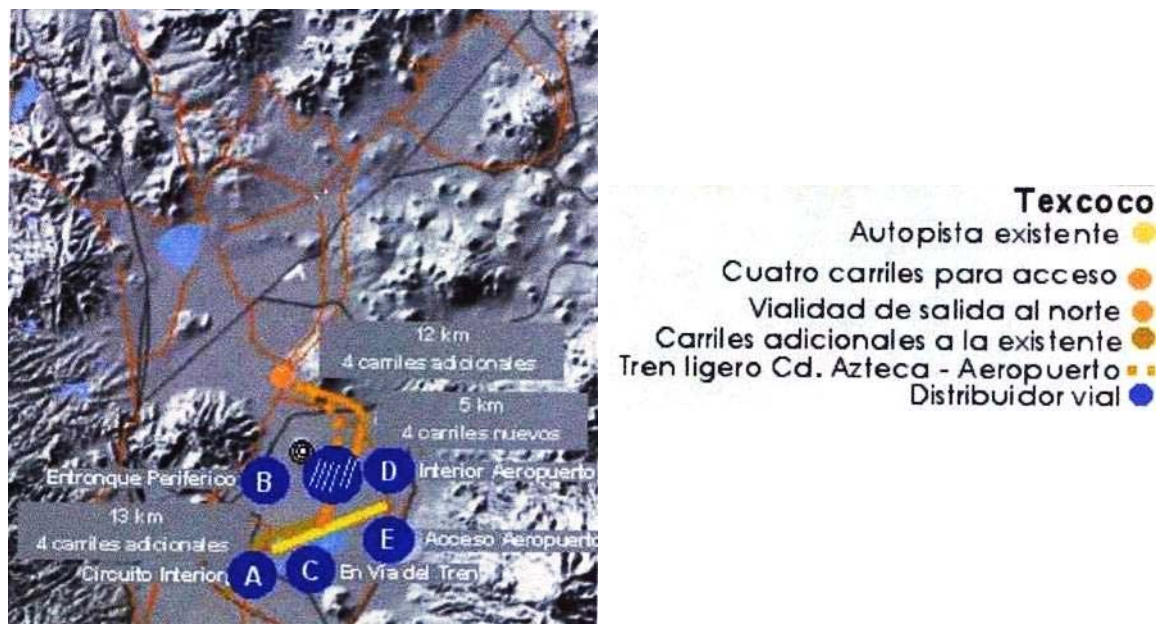 12 km
4 carriles adicionales
5 km
4 carriles nuevos
Entronque Periferico
B
D
Interior Aeropuerto
13 km
4 carriles adicionales
E
Acceso Aeropuerto
Circuito Interior
A
C
En Vía del Tren
Texcoco
Autopista existente
Cuatro carriles para acceso
Vialidad de salida al norte
Carriles adicionales a la existente
Tren ligero Cd. Azteca - Aeropuerto
Distribuidor vial